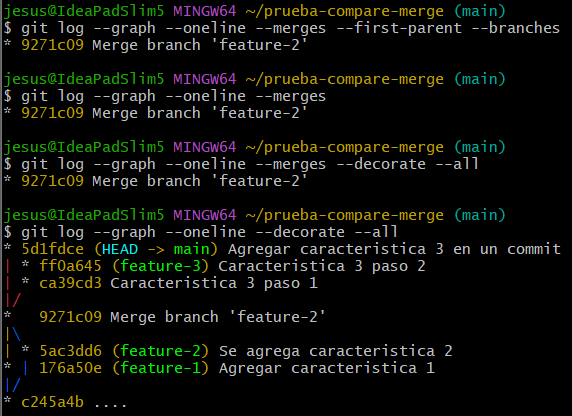 jesus@IdeaPadSlim5 MINGW64 ~/prueba-compare-merge (main)
$ git log --graph --oneline --merges --first-parent --branches
* 9271c09 Merge branch 'feature-2'

jesus@IdeaPadSlim5 MINGW64 ~/prueba-compare-merge (main)
$ git log --graph --oneline --merges
* 9271c09 Merge branch 'feature-2'

jesus@IdeaPadSlim5 MINGW64 ~/prueba-compare-merge (main)
$ git log --graph --oneline --merges --decorate --all
* 9271c09 Merge branch 'feature-2'

jesus@IdeaPadSlim5 MINGW64 ~/prueba-compare-merge (main)
$ git log --graph --oneline --decorate --all
* 5d1fdce (HEAD -> main) Agregar caracteristica 3 en un commit
| * ff0a645 (feature-3) Caracteristica 3 paso 2
| * ca39cd3 Caracteristica 3 paso 1
|/
*   9271c09 Merge branch 'feature-2'
|\
| * 5ac3dd6 (feature-2) Se agrega caracteristica 2
* | 176a50e (feature-1) Agregar caracteristica 1
|/
* c245a4b ....